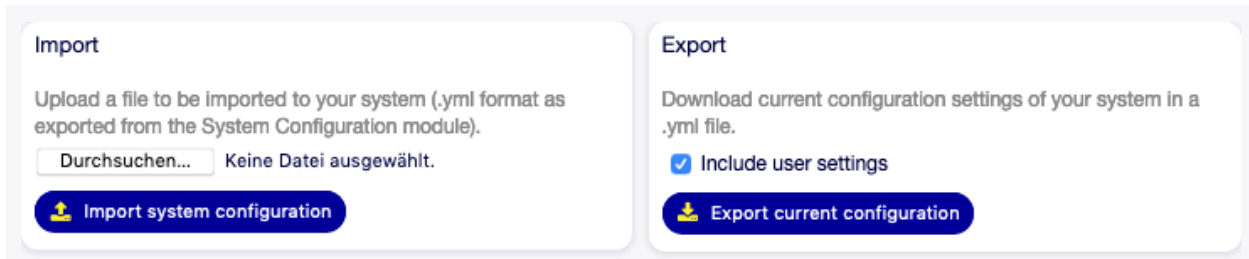 Import
Upload a file to be imported to your system (.yml format as
exported from the System Configuration module).
Durchsuchen... Keine Datei ausgewählt.
Import system configuration
Export
Download current configuration settings of your system in a
.yml file.
Include user settings
Export current configuration